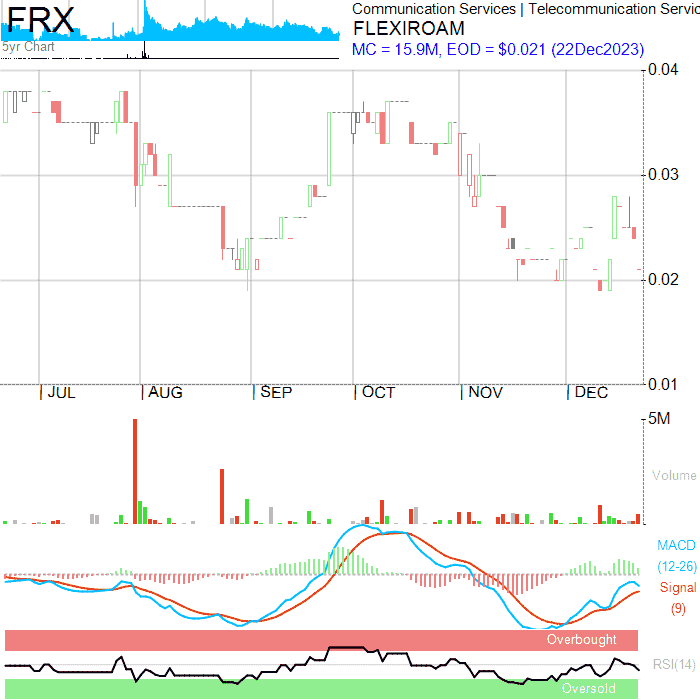 FRX
Communication Services | Telecommunication Servic
FLEXIROAM
MC = 15.9M, EOD = $0.021 (22Dec2023)
5yr Chart
0.04
0.03
0.02
0.01
| JUL | AUG | SEP | OCT | NOV | DEC
5M
Volume
MACD
(12-26)
Signal
(9)
Overbought
RSI(14)
Oversold